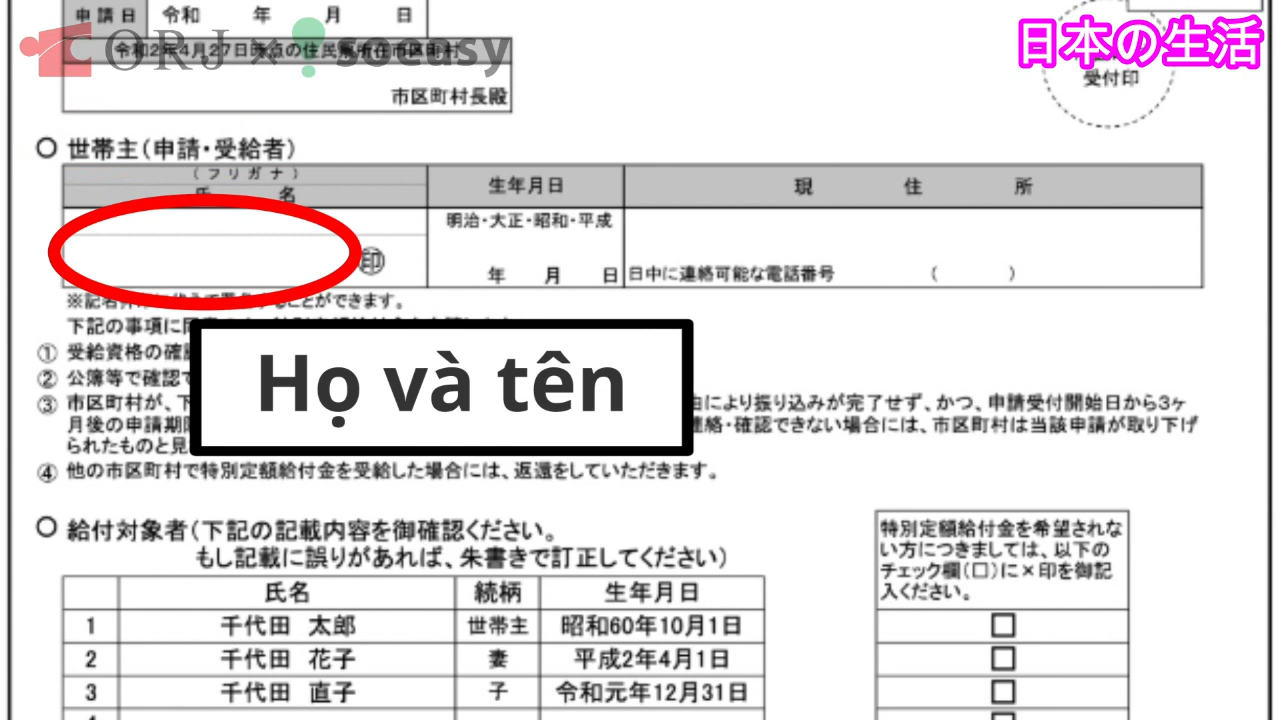 申請日 令和 年 月 日
日本の生活
ORJ × soeasy
令和2年4月27日時点の住民票所在市区町村
受付印
市区町村長殿
○ 世帯主(申請・受給者)
(フリガナ)
氏 名
生年月日
現 住 所
明治・大正・昭和・平成
年 月 日
印
日中に連絡可能な電話番号 ( )
ことができます。
下記の事項に
① 受給資格の確
② 公簿等で確認
③ 市区町村が、下
により振り込みが完了せず、かつ、申請受付開始日から3ヶ
月後の申請期
連絡・確認できない場合には、市区町村は当該申請が取り下げ
られたものと見
④ 他の市区町村で特別定額給付金を受給した場合には、返還をしていただきます。
Họ và tên
○ 給付対象者(下記の記載内容を御確認ください。
もし記載に誤りがあれば、朱書きで訂正してください)
特別定額給付金を希望されな
い方につきましては、以下の
チェック欄(□)に×印を御記
入ください。
氏名 続柄 生年月日
1 千代田 太郎 世帯主 昭和60年10月1日 □
2 千代田 花子 妻 平成2年4月1日 □
3 千代田 直子 子 令和元年12月31日 □